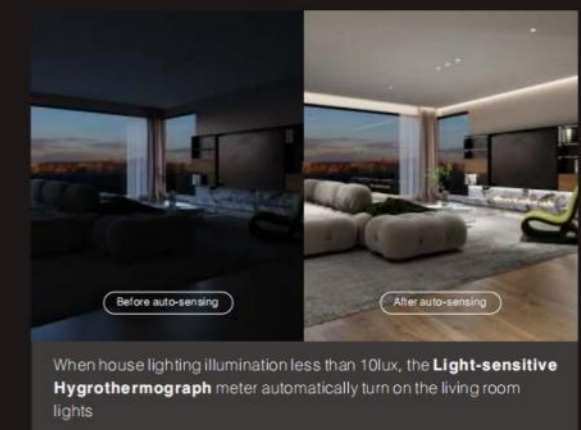 Before auto-sensing
After auto-sensing
When house lighting illumination less than 10lux, the Light-sensitive
Hygrothermograph meter automatically turn on the living room
lights